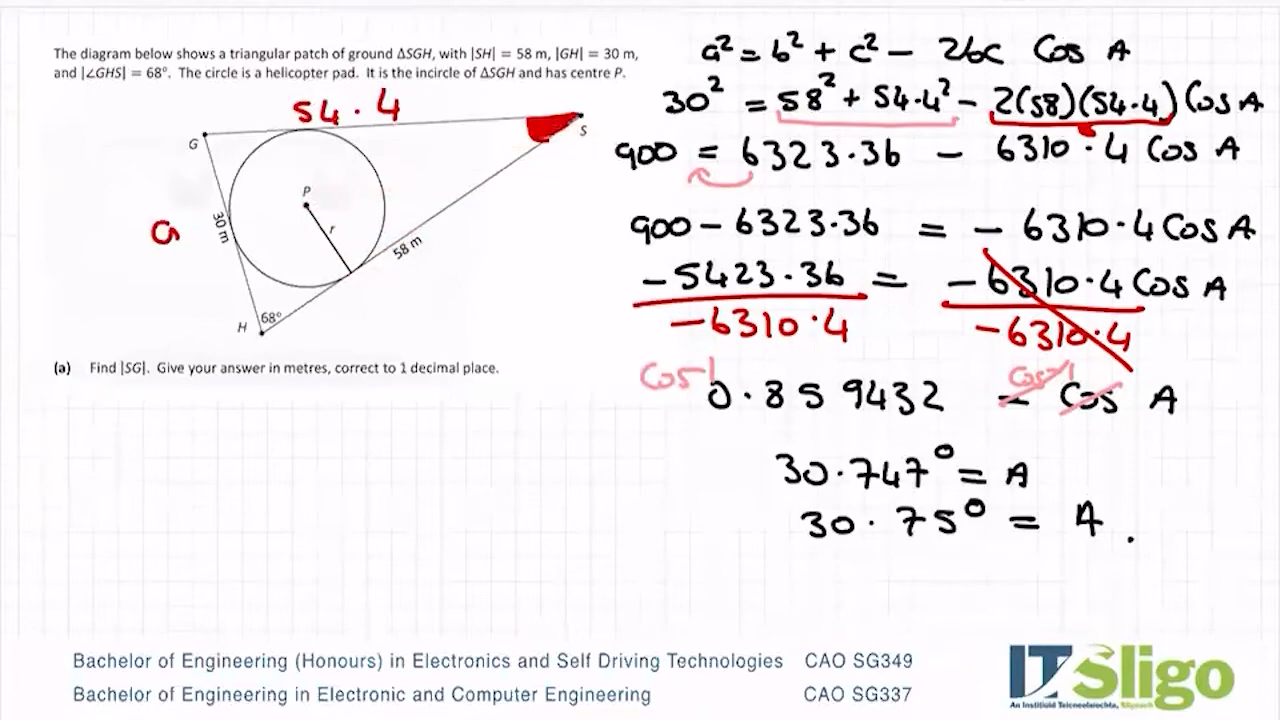 The diagram below shows a triangular patch of ground ΔSGH, with |SH| = 58 m, |GH| = 30 m,
and |∠GHS| = 68°. The circle is a helicopter pad. It is the incircle of ΔSGH and has centre P.
54.4
G
S
P
r
a
30 m
58 m
H
68°
(a) Find |SG|. Give your answer in metres, correct to 1 decimal place.
a² = b² + c² - 2bc Cos A
30² = 58² + 54.4² - 2(58)(54.4) Cos A
900 = 6323.36 - 6310.4 Cos A
900 - 6323.36 = - 6310.4 Cos A
-5423.36 = -6310.4 Cos A
-6310.4 -6310.4
Cos⁻¹ 0.859432 = Cos⁻¹ Cos A
30.747° = A
30.75° = A.
Bachelor of Engineering (Honours) in Electronics and Self Driving Technologies CAO SG349
Bachelor of Engineering in Electronic and Computer Engineering CAO SG337
IT Sligo
An Institiúid Teicneolaíochta, Sligeach